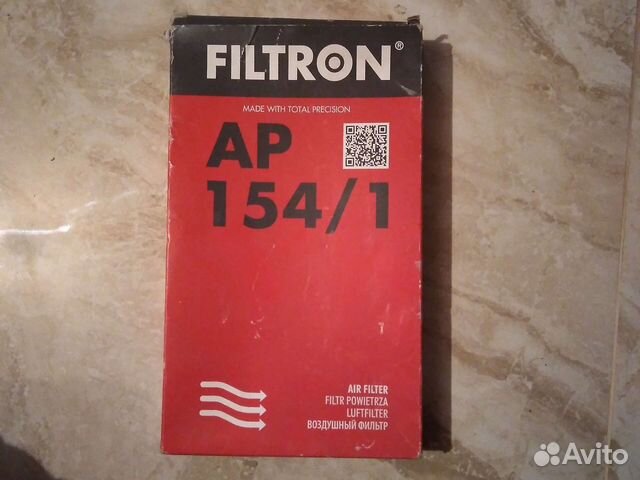 FILTRON®
MADE WITH TOTAL PRECISION
AP
154/1
AIR FILTER
FILTR POWIETRZA
LUFTFILTER
ВОЗДУШНЫЙ ФИЛЬТР
Avito